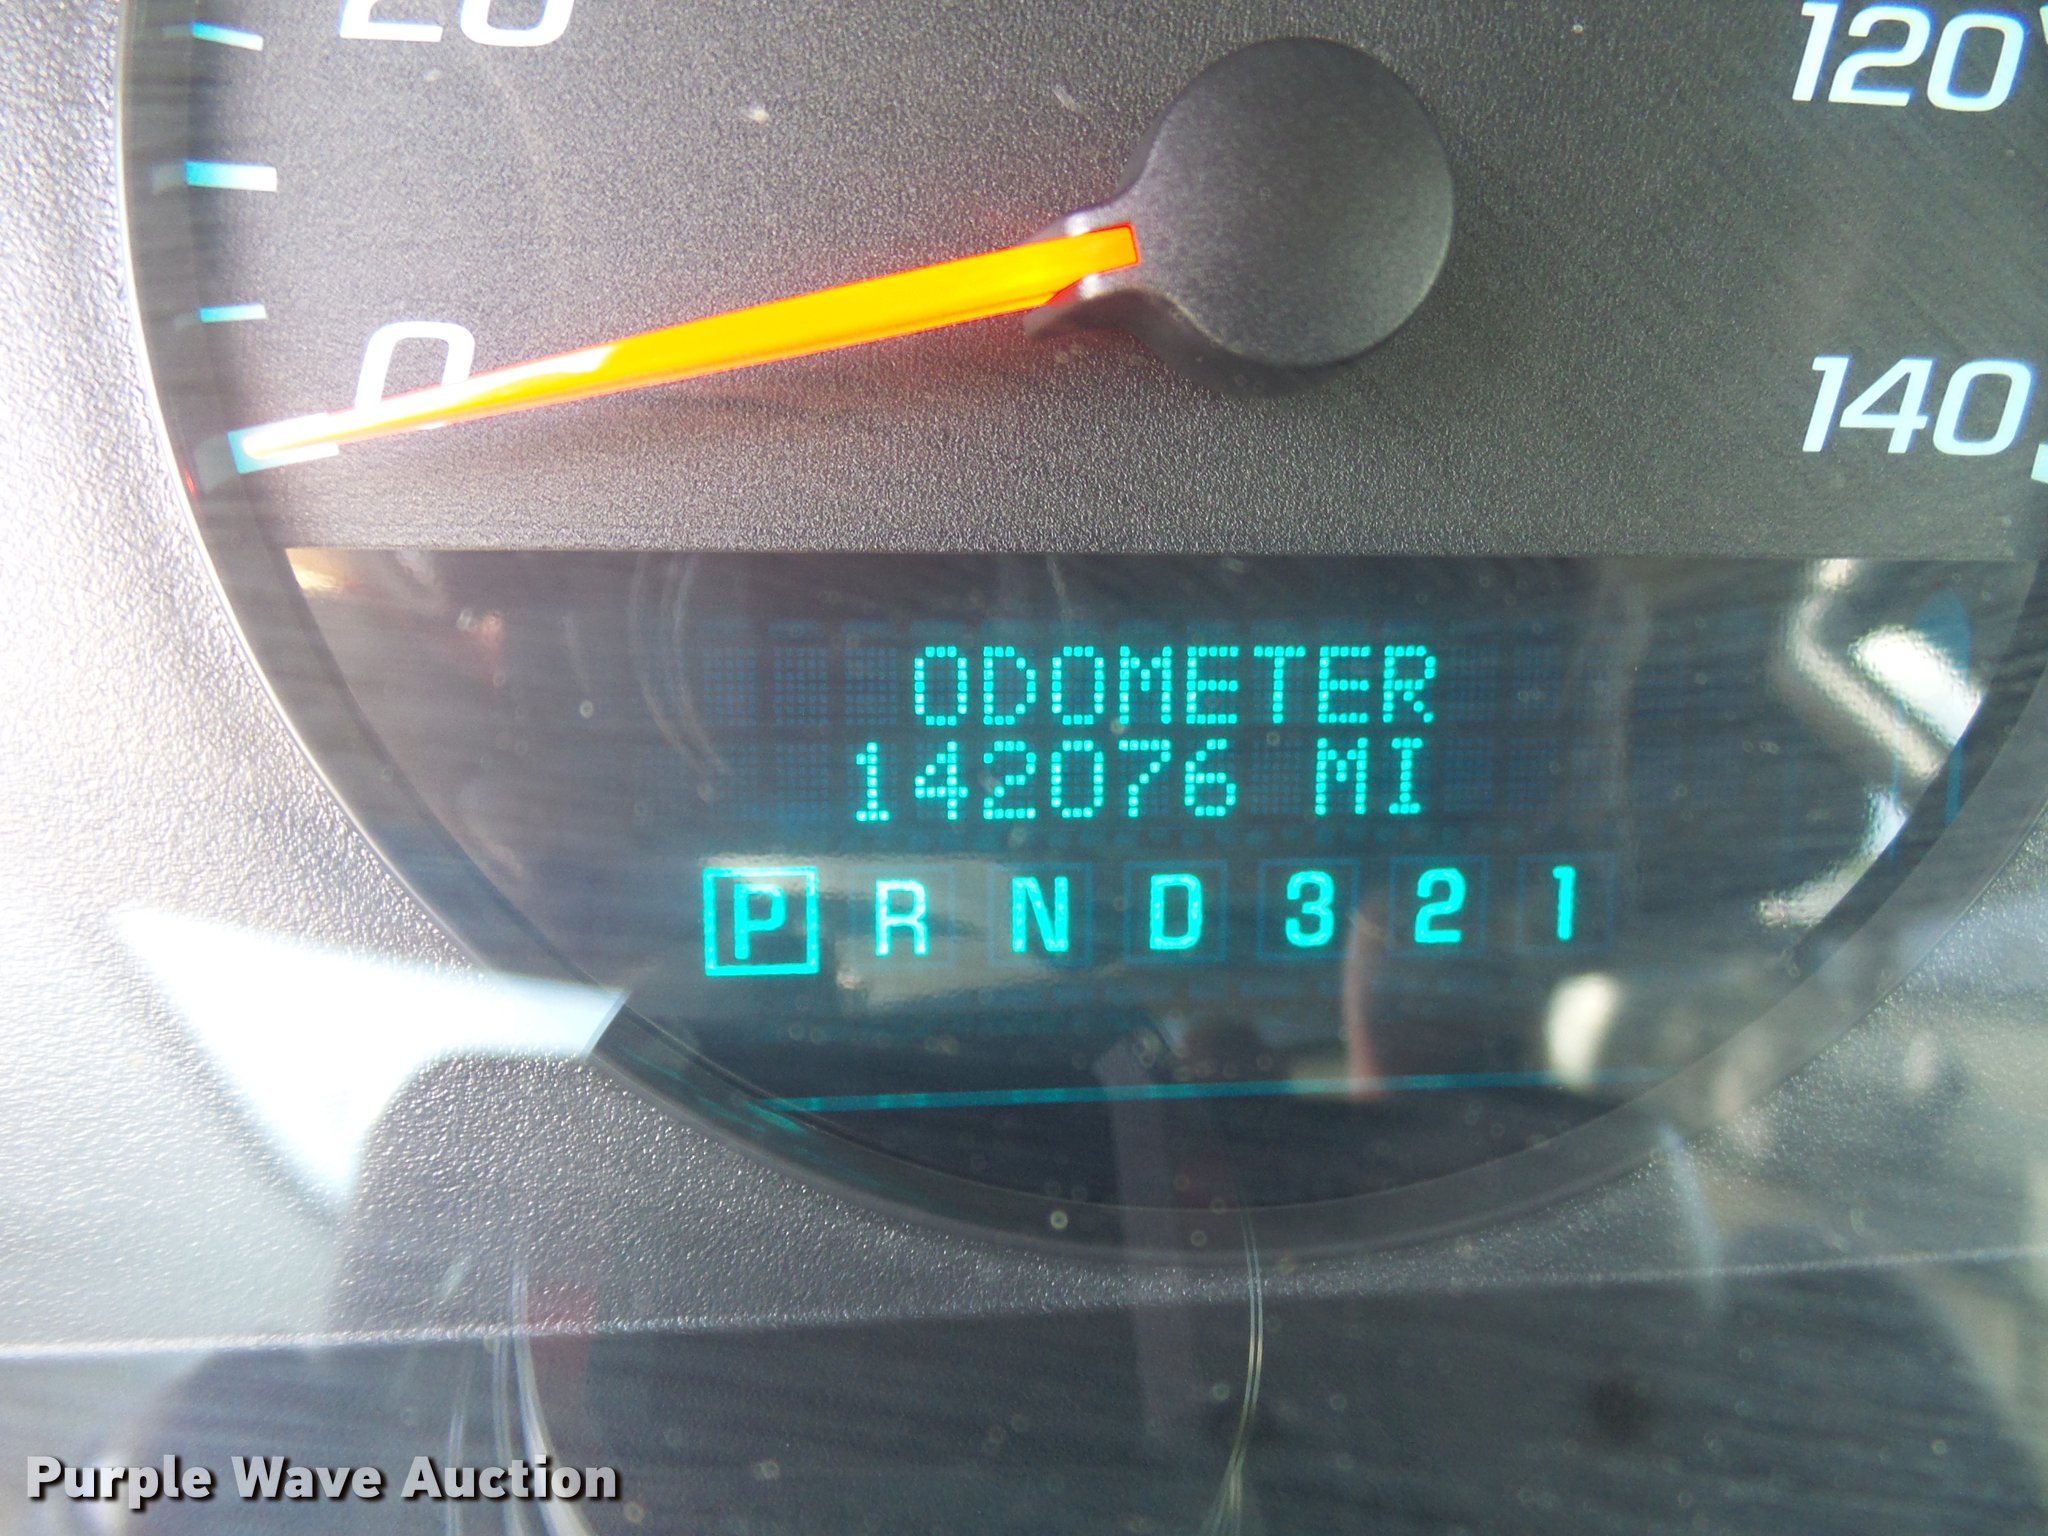 20
120
0
140
ODOMETER
142076 MI
P R N D 3 2 1
Purple Wave Auction